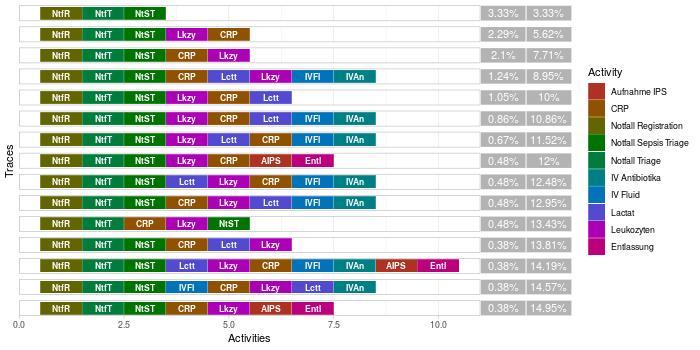 NtfR NtfT NtST 3.33% 3.33%
NtfR NtfT NtST Lkzy CRP 2.29% 5.62%
NtfR NtfT NtST CRP Lkzy 2.1% 7.71%
NtfR NtfT NtST CRP Lctt Lkzy IVFl IVAn 1.24% 8.95%
NtfR NtfT NtST Lkzy CRP Lctt 1.05% 10%
NtfR NtfT NtST Lkzy CRP Lctt IVFl IVAn 0.86% 10.86%
NtfR NtfT NtST Lkzy Lctt CRP IVFl IVAn 0.67% 11.52%
NtfR NtfT NtST Lkzy CRP AIPS Entl 0.48% 12%
NtfR NtfT NtST Lctt Lkzy CRP IVFl IVAn 0.48% 12.48%
NtfR NtfT NtST CRP Lkzy Lctt IVFl IVAn 0.48% 12.95%
NtfR NtfT CRP Lkzy NtST 0.48% 13.43%
NtfR NtfT NtST CRP Lctt Lkzy 0.38% 13.81%
NtfR NtfT NtST Lctt Lkzy CRP IVFl IVAn AIPS Entl 0.38% 14.19%
NtfR NtfT NtST IVFl CRP Lkzy Lctt IVAn 0.38% 14.57%
NtfR NtfT NtST CRP Lkzy AIPS Entl 0.38% 14.95%
0.0 2.5 5.0 7.5 10.0
Activities
Traces
Activity
Aufnahme IPS
CRP
Notfall Registration
Notfall Sepsis Triage
Notfall Triage
IV Antibiotika
IV Fluid
Lactat
Leukozyten
Entlassung